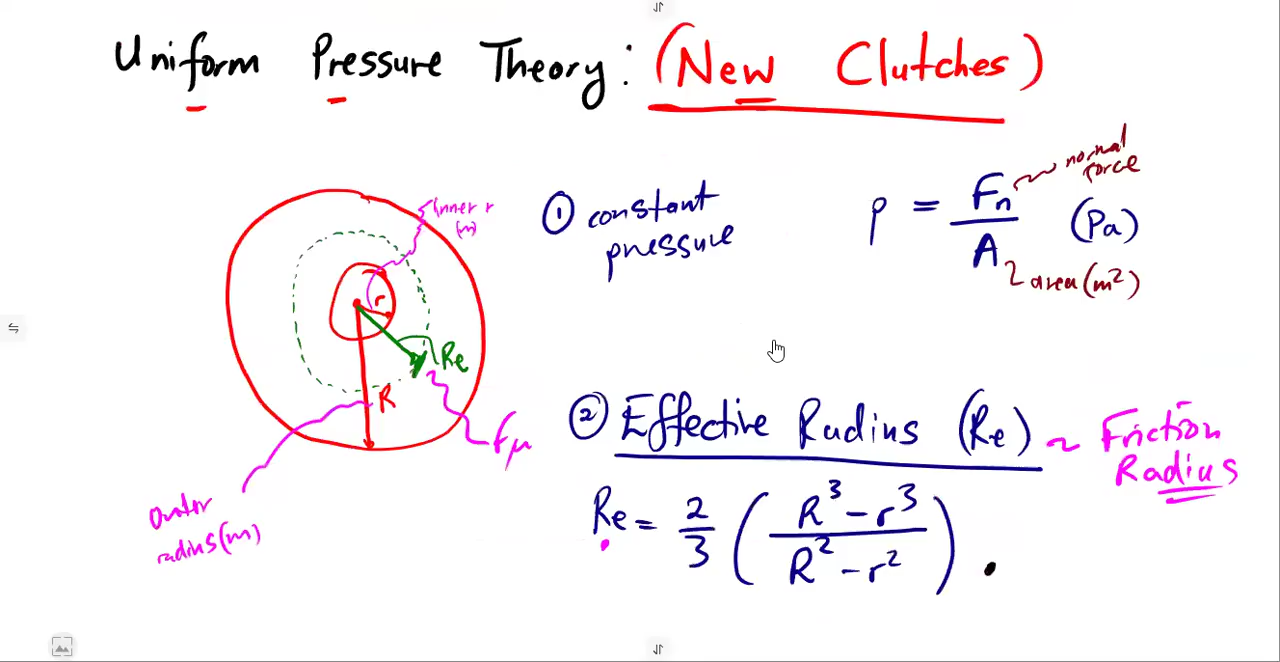 Uniform Pressure Theory: (New Clutches)
inner r
(m)
r
Re
R
Fμ
outer
radius(m)
① constant
pressure
P = Fn / A (Pa)
normal
force
area(m²)
② Effective Radius (Re) ~ Friction
Radius
Re = 2/3 ( R³ - r³ / R² - r² )